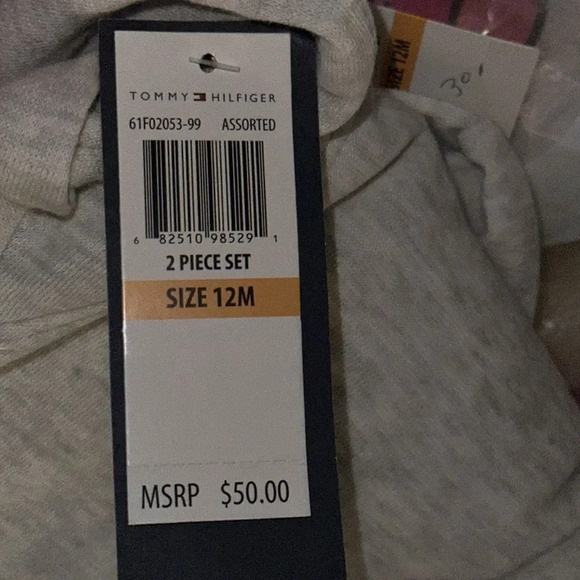 TOMMY HILFIGER
61F02053-99 ASSORTED
6 82510 98529 1
2 PIECE SET
SIZE 12M
MSRP $50.00
SIZE 12M